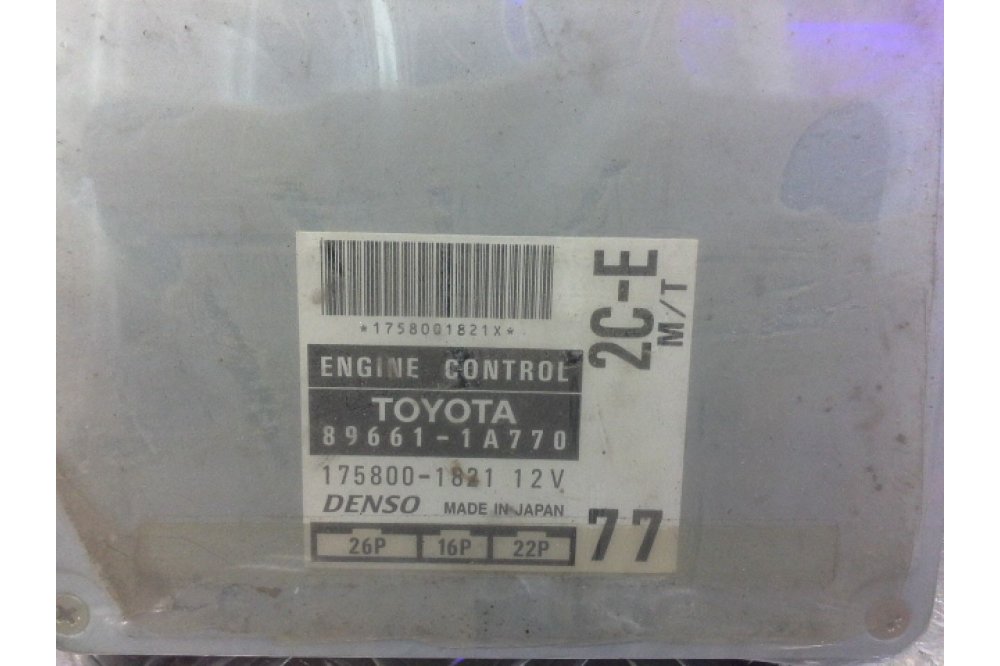 *1758001821X*
ENGINE CONTROL
TOYOTA
89661-1A770
175800-1821 12V
DENSO MADE IN JAPAN
26P 16P 22P
2C-E
M/T
77